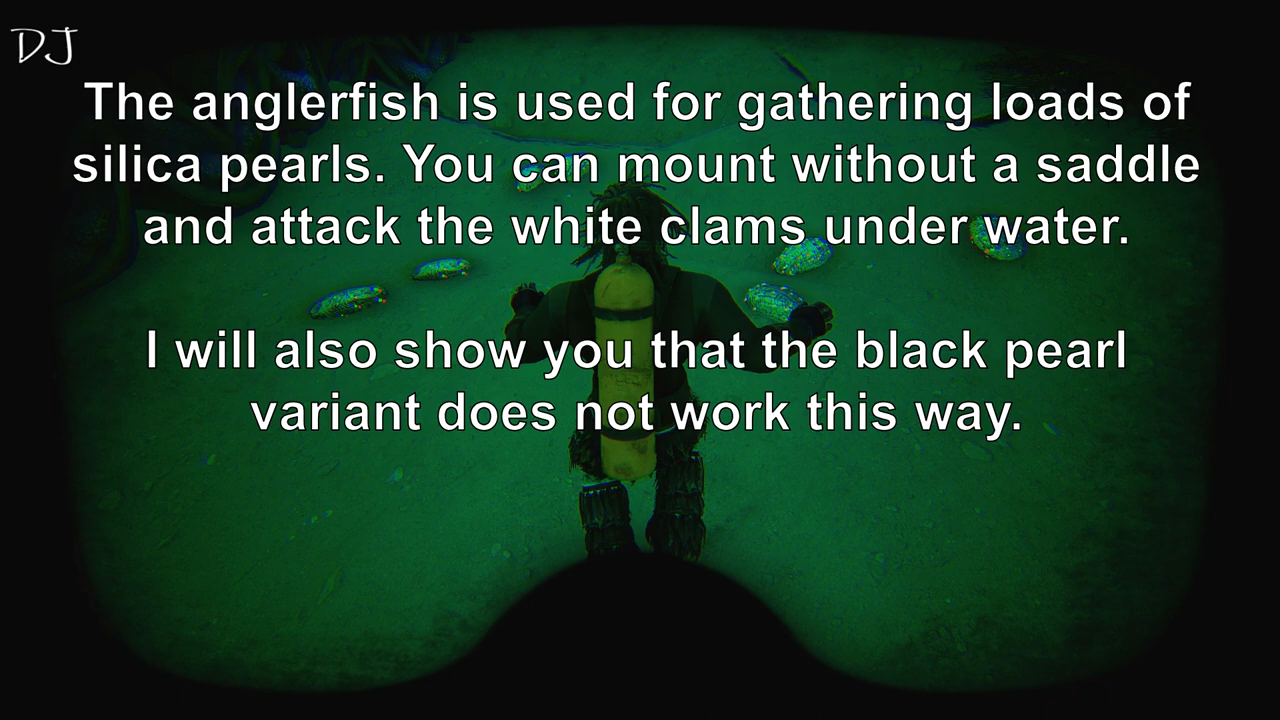 DJ
The anglerfish is used for gathering loads of
silica pearls. You can mount without a saddle
and attack the white clams under water.
I will also show you that the black pearl
variant does not work this way.